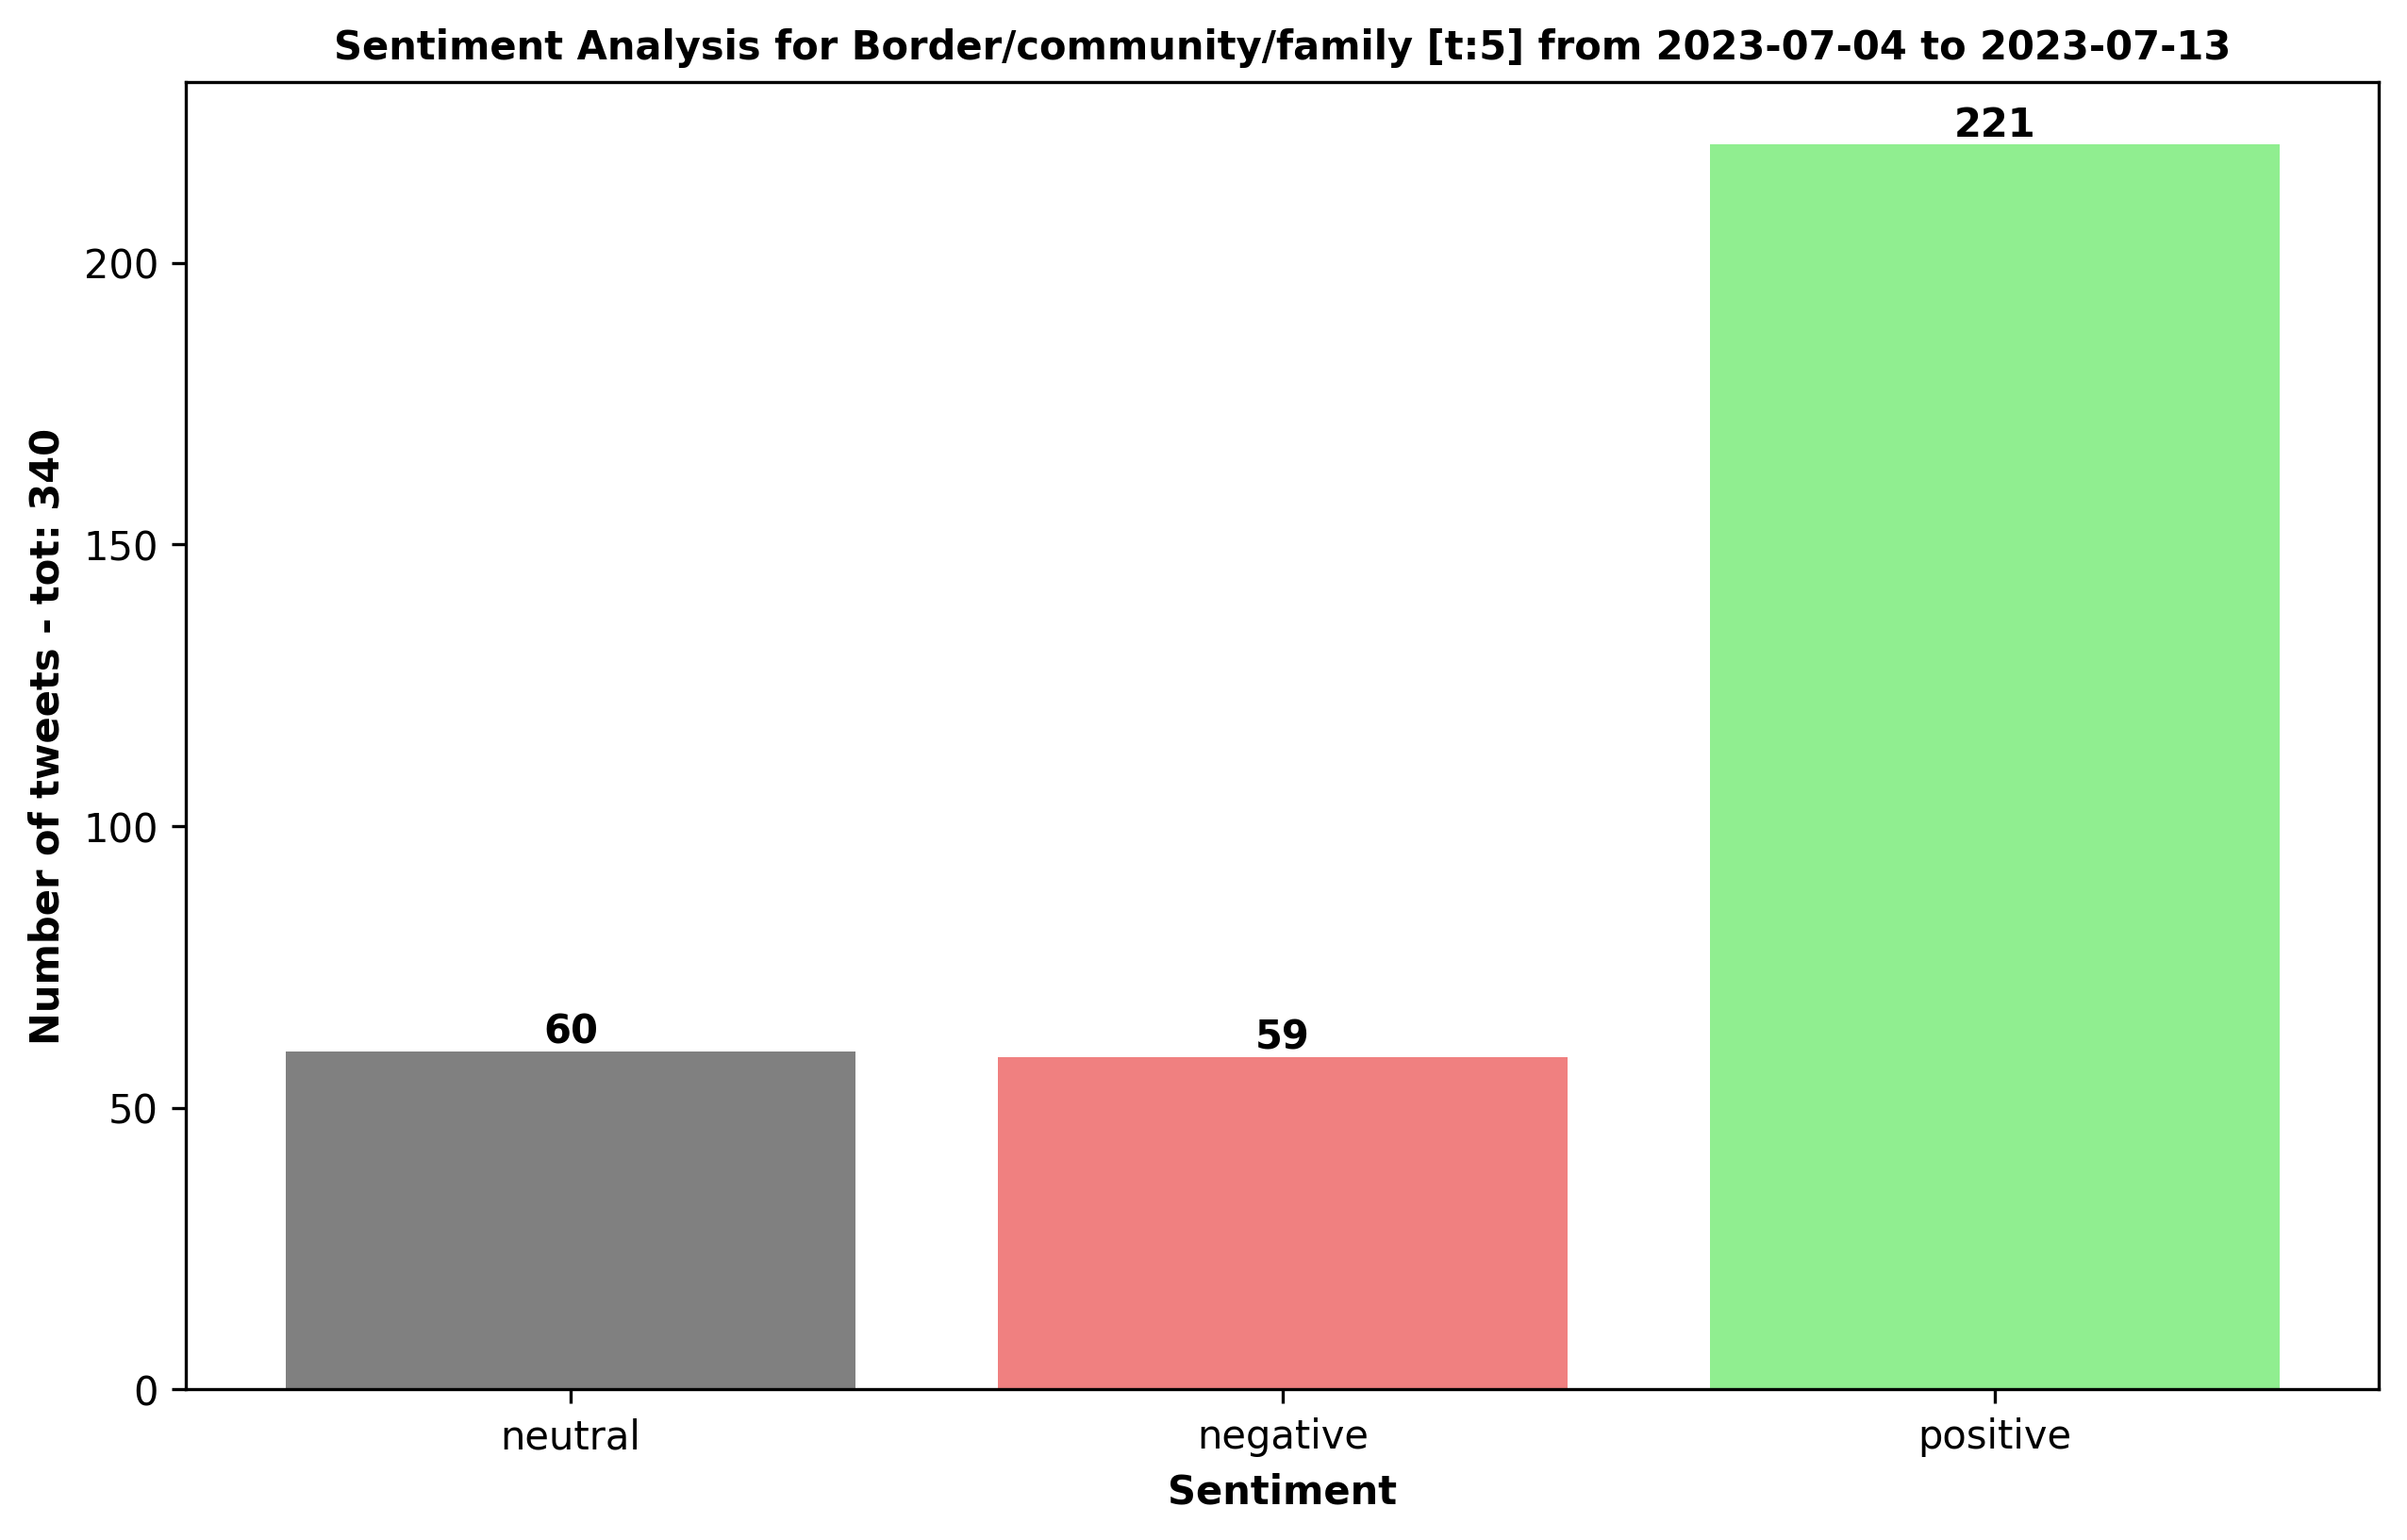 Sentiment Analysis for Border/community/family [t:5] from 2023-07-04 to 2023-07-13
Number of tweets - tot: 340
200
150
100
50
0
60
59
221
neutral
negative
positive
Sentiment